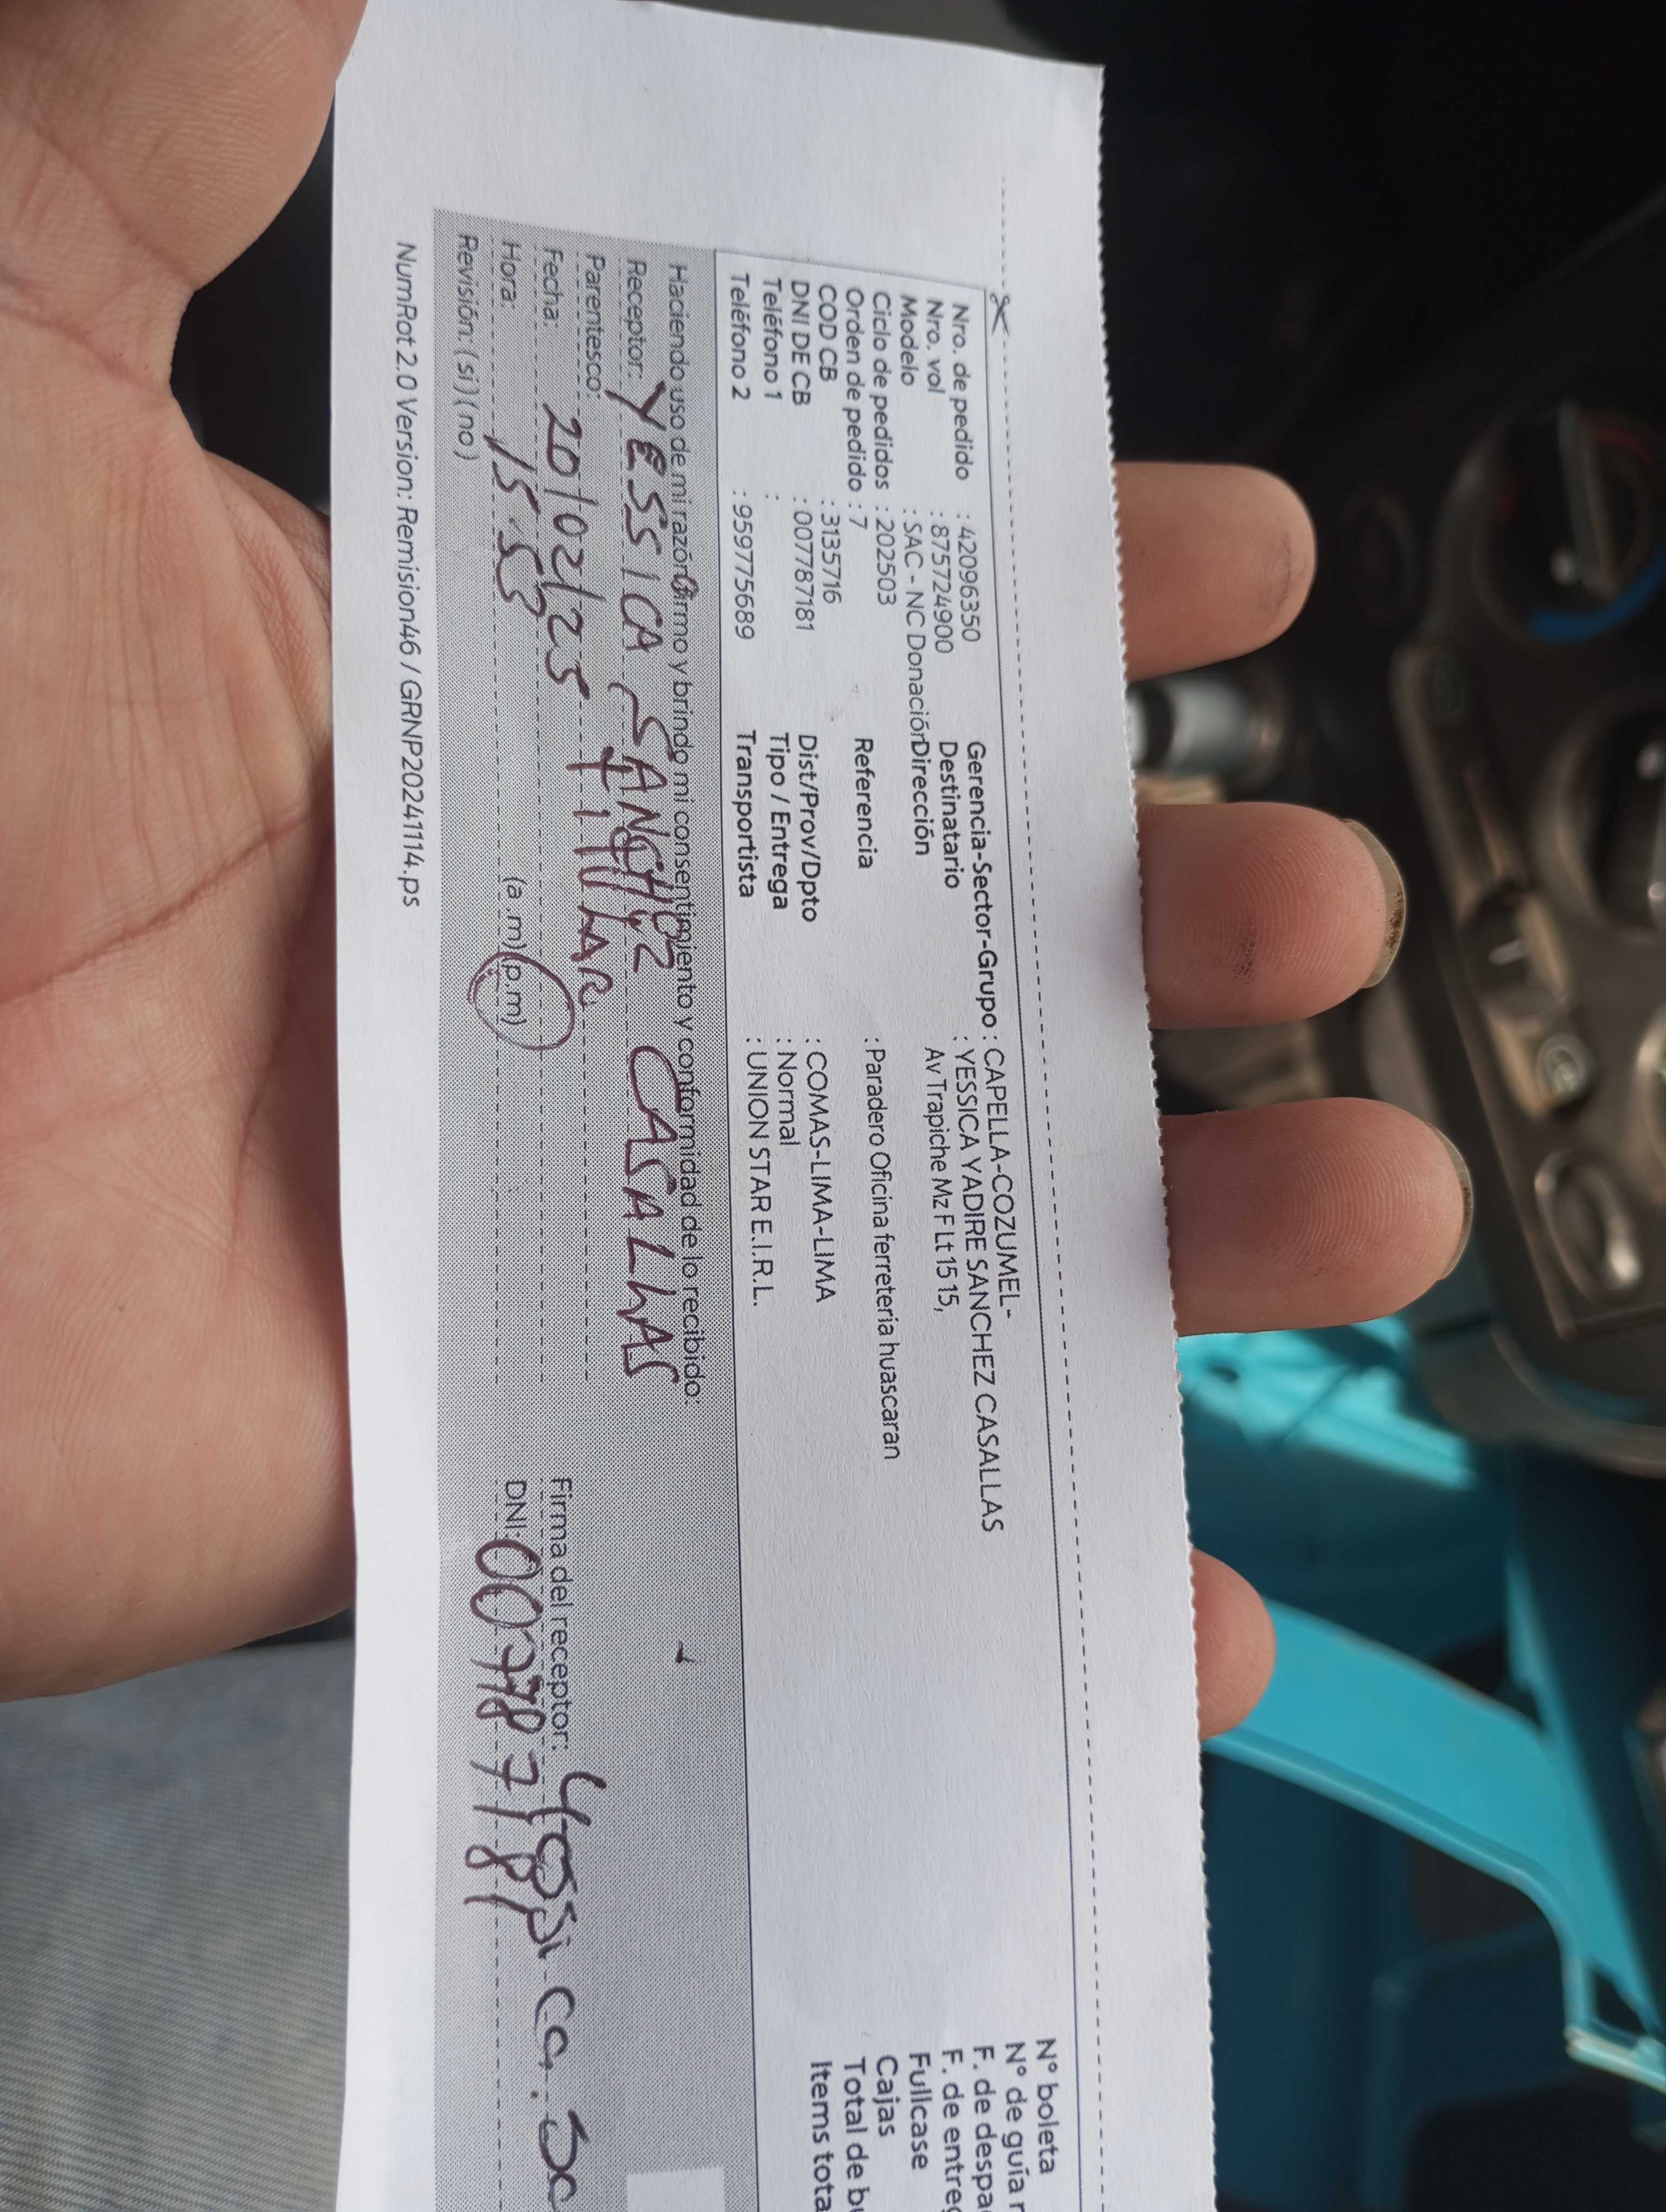 Nro. de pedido : 42096350
Nro. vol : 875724900
Modelo : SAC - NC Donación
Ciclo de pedidos : 202503
Orden de pedido : 7
COD CB : 3135716
DNI DE CB : 007787181
Teléfono 1 :
Teléfono 2 : 959775689
Gerencia-Sector-Grupo : CAPELLA-COZUMEL-
Destinatario : YESSICA YADIRE SANCHEZ CASALLAS
Dirección Av Trapiche Mz F Lt 15 15,
Referencia : Paradero Oficina ferreteria huascaran
Dist/Prov/Dpto : COMAS-LIMA-LIMA
Tipo / Entrega : Normal
Transportista : UNION STAR E.I.R.L.
N° boleta
N° de guía r
F. de despa
F. de entreg
Fullcase
Cajas
Total de bu
Items tota
Haciendo uso de mi razón firmo y brindo mi consentimiento y conformidad de lo recibido:
Receptor: YESSICA SANCHEZ CASALLAS
Parentesco: TITULAR
Fecha: 20/02/25
Hora: 15:53 (a .m) (p.m)
Revisión: (si) (no)
Firma del receptor: Yessica.
DNI: 007787181
NumRot 2.0 Version: Remision46 / GRNP20241114.ps